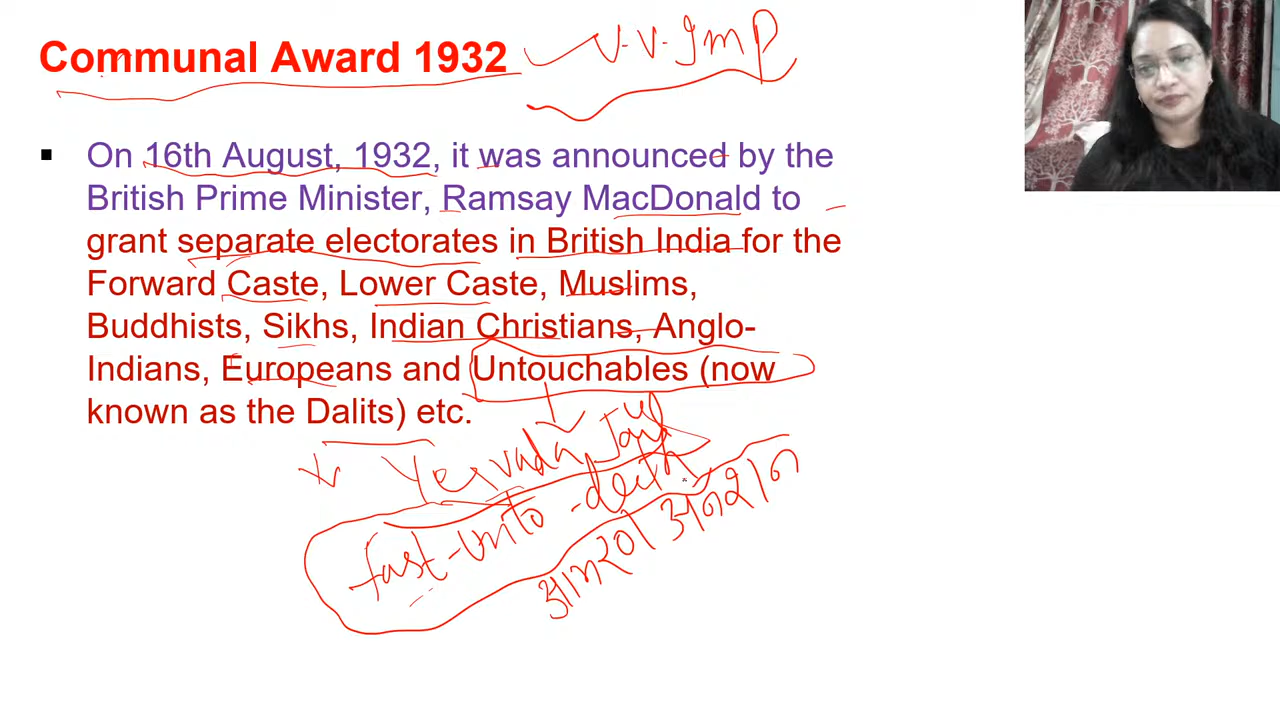 Communal Award 1932 V.V. Imp
▪ On 16th August, 1932, it was announced by the
British Prime Minister, Ramsay MacDonald to
grant separate electorates in British India for the
Forward Caste, Lower Caste, Muslims,
Buddhists, Sikhs, Indian Christians, Anglo-
Indians, Europeans and Untouchables (now
known as the Dalits) etc.
Yervada Jail
fast-unto-death
आमरण अनशन